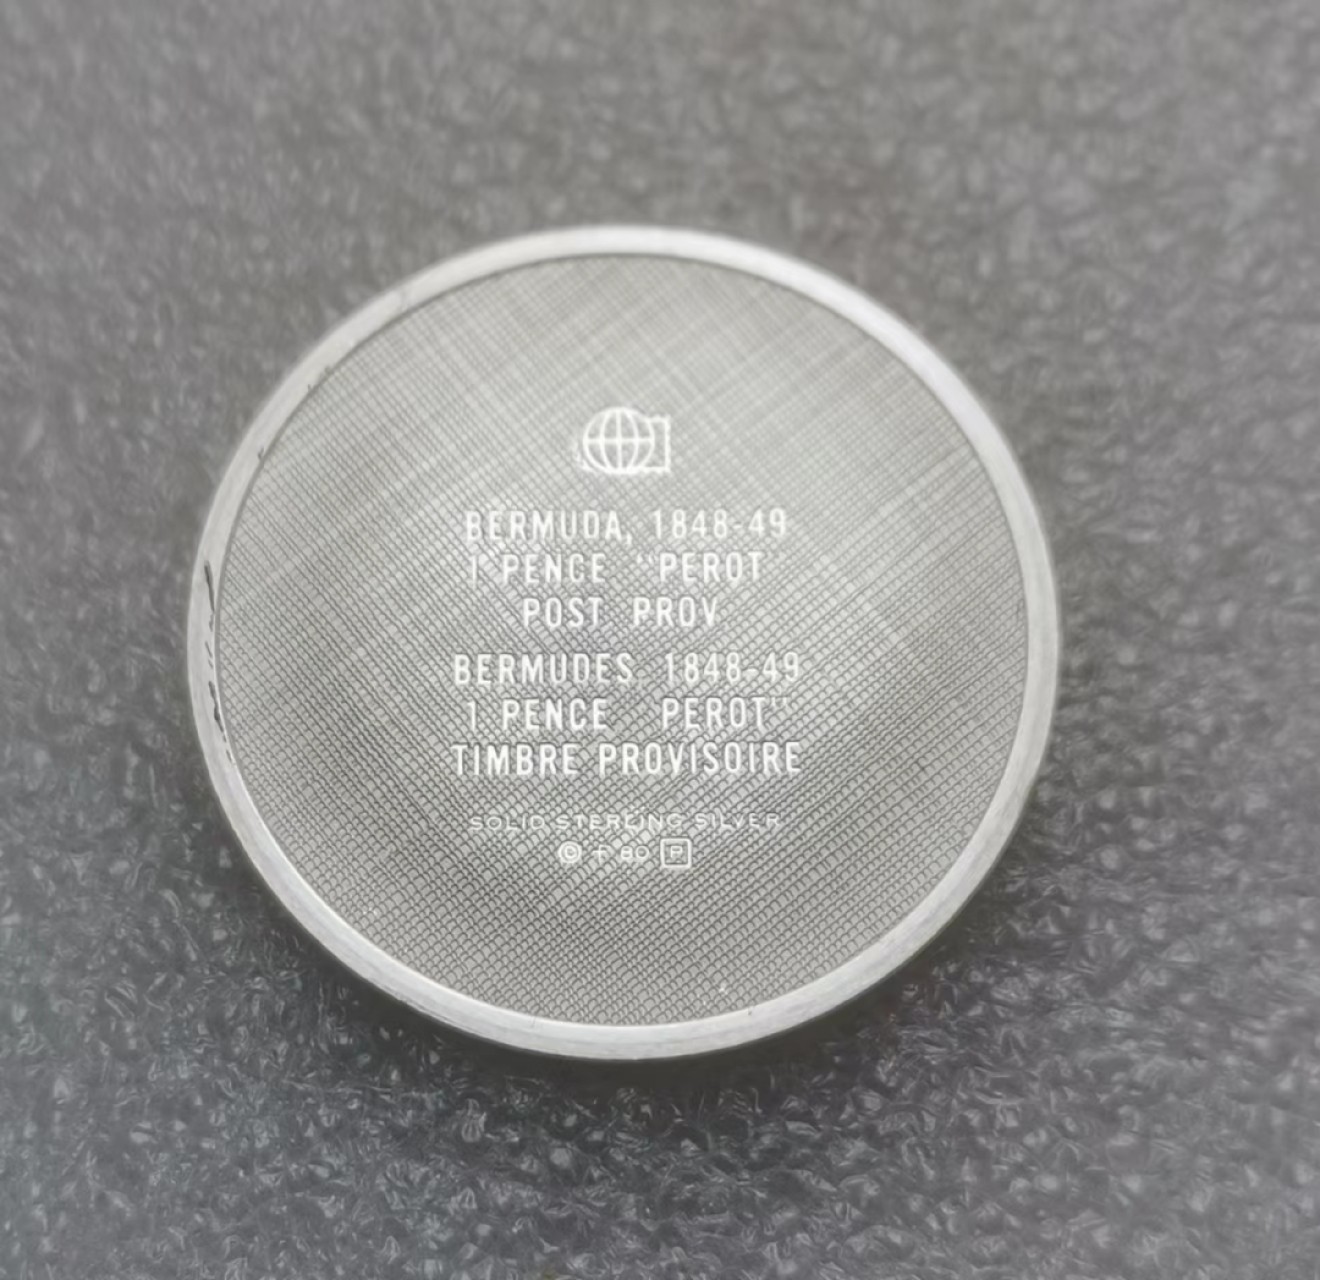 BERMUDA, 1848-49
1 PENCE "PEROT
POST PROV
BERMUDES 1848-49
1 PENCE PEROT"
TIMBRE PROVISOIRE
SOLID STERLING SILVER
© f 80 P